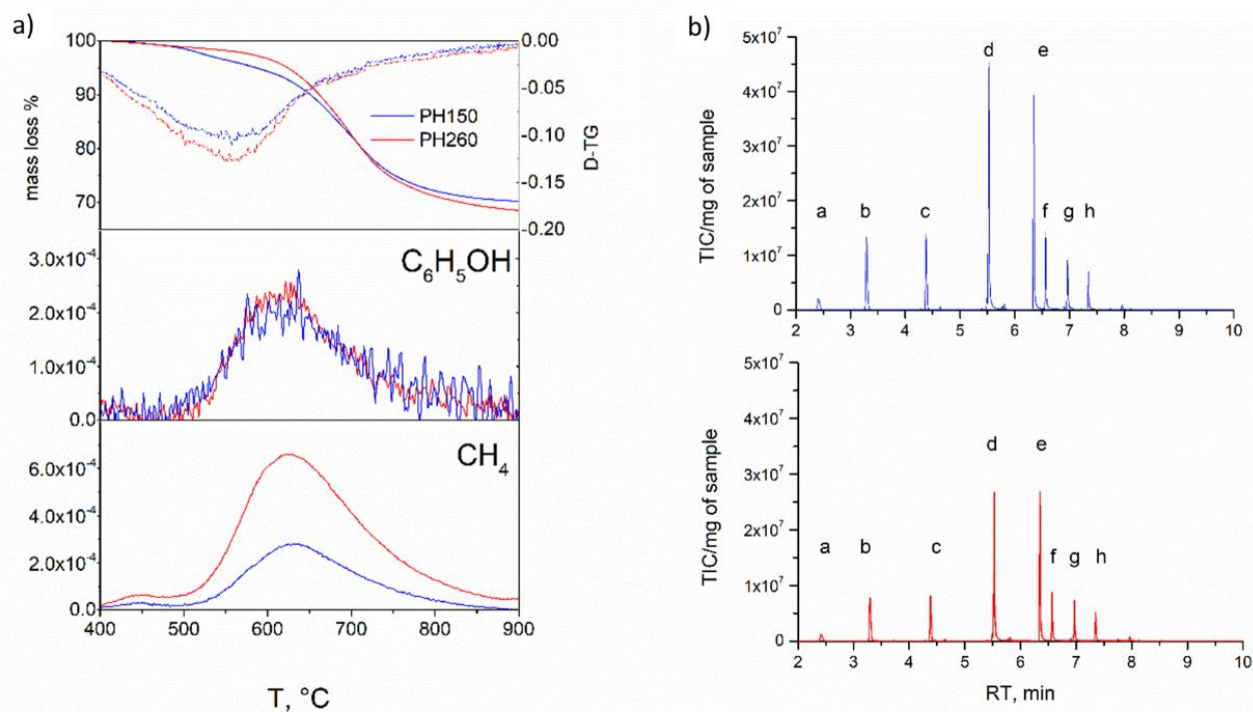 a)
100
90
80
70
mass loss %
0.00
-0.05
-0.10
-0.15
-0.20
D-TG
PH150
PH260
C₆H₅OH
3.0x10⁻⁴
2.0x10⁻⁴
1.0x10⁻⁴
0.0
CH₄
6.0x10⁻⁴
4.0x10⁻⁴
2.0x10⁻⁴
0.0
400 500 600 700 800 900
T, °C
b)
5x10⁷
4x10⁷
3x10⁷
2x10⁷
1x10⁷
0
TIC/mg of sample
a b c d e f g h
2 3 4 5 6 7 8 9 10
5x10⁷
4x10⁷
3x10⁷
2x10⁷
1x10⁷
0
TIC/mg of sample
a b c d e f g h
2 3 4 5 6 7 8 9 10
RT, min